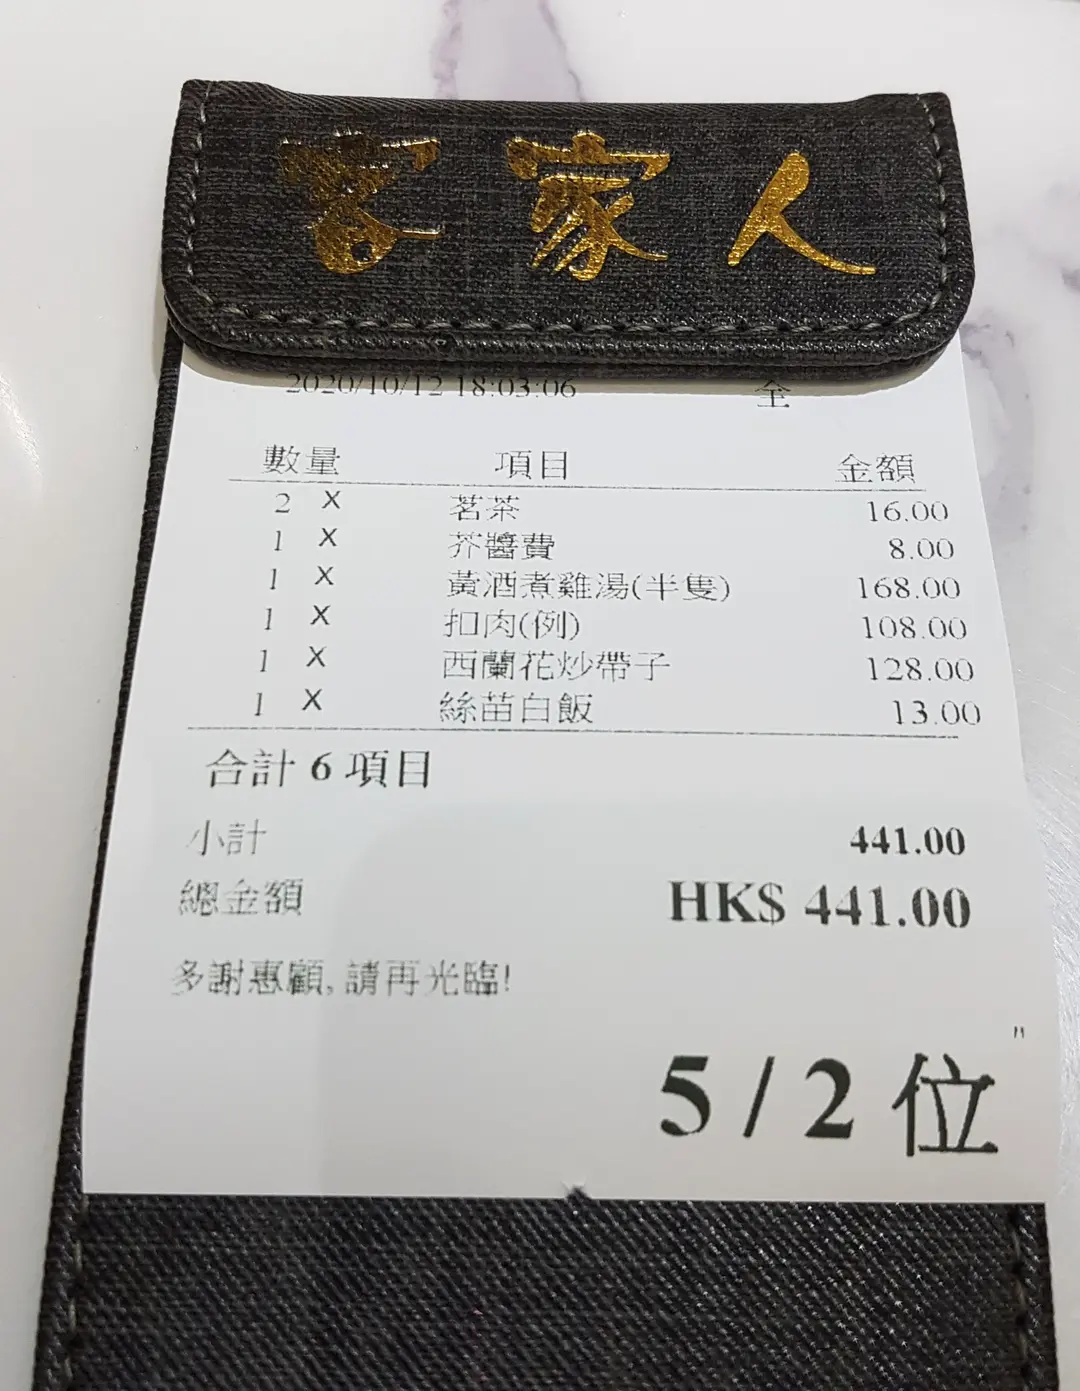 客家人
2020/10/12 18:03:06 全
數量 項目 金額
2 X 茗茶 16.00
1 X 芥醬費 8.00
1 X 黃酒煮雞湯(半隻) 168.00
1 X 扣肉(例) 108.00
1 X 西蘭花炒帶子 128.00
1 X 絲苗白飯 13.00
合計 6 項目
小計 441.00
總金額 HK$ 441.00
多謝惠顧, 請再光臨!
"
5 / 2 位